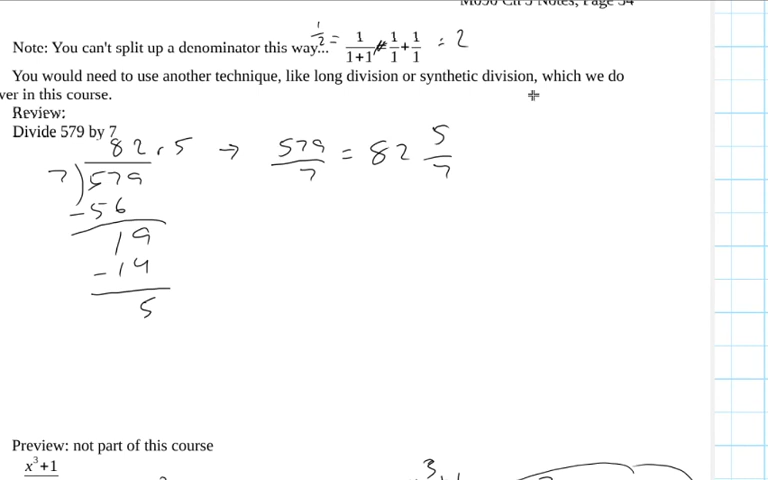 M090 Ch 5 Notes, Page 34
Note: You can't split up a denominator this way... 1/2 = 1/(1+1) ≠ 1/1 + 1/1 = 2
You would need to use another technique, like long division or synthetic division, which we do
ver in this course.
Review:
Divide 579 by 7
82 r 5 → 579/7 = 82 5/7
7)579
-56
19
-14
5
Preview: not part of this course
x³+1
3